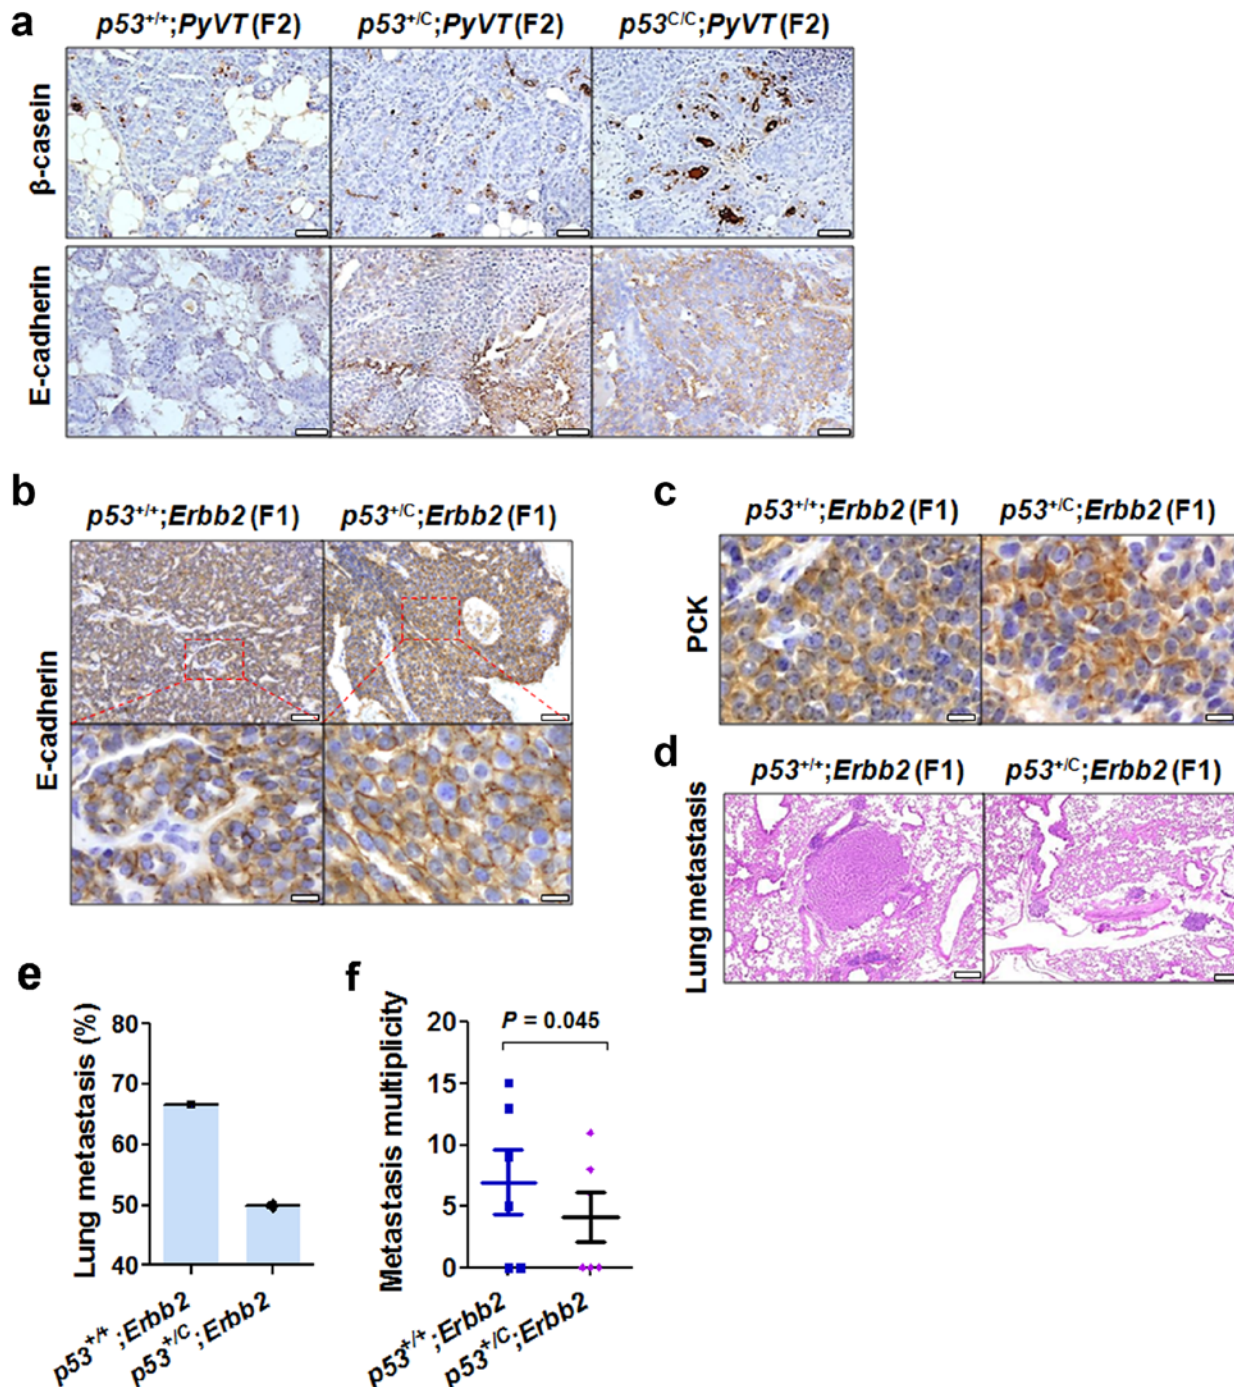 a
p53+/+;PyVT (F2) p53+/C;PyVT (F2) p53C/C;PyVT (F2)
β-casein
E-cadherin
b
p53+/+;Erbb2 (F1) p53+/C;Erbb2 (F1)
E-cadherin
c
p53+/+;Erbb2 (F1) p53+/C;Erbb2 (F1)
PCK
d
p53+/+;Erbb2 (F1) p53+/C;Erbb2 (F1)
Lung metastasis
e
Lung metastasis (%)
80
70
60
50
40
p53+/+;Erbb2
p53+/C;Erbb2
f
P = 0.045
Metastasis multiplicity
20
15
10
5
0
p53+/+;Erbb2
p53+/C;Erbb2